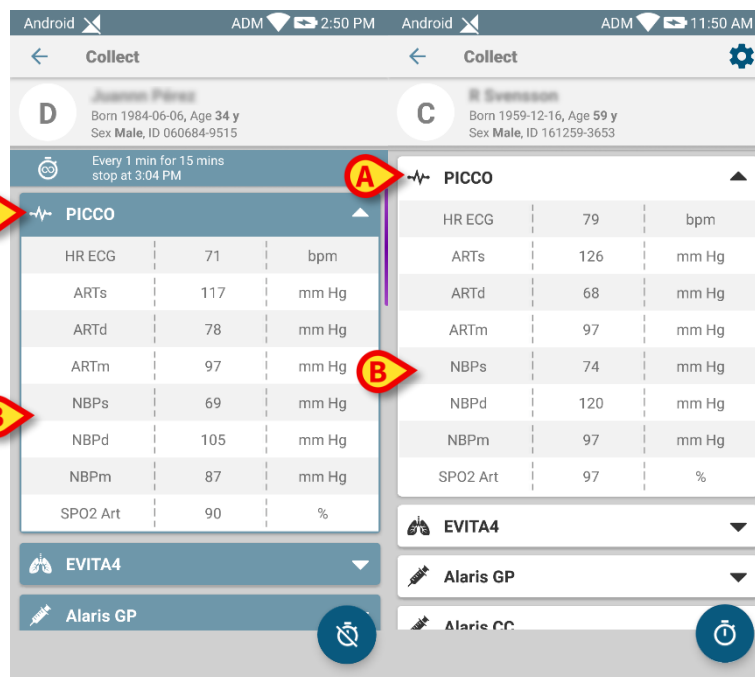 Android ADM 2:50 PM
Collect
D
Born 1984-06-06, Age 34 y
Sex Male, ID 060684-9515
Every 1 min for 15 mins
stop at 3:04 PM
PICCO
HR ECG 71 bpm
ARTs 117 mm Hg
ARTd 78 mm Hg
ARTm 97 mm Hg
NBPs 69 mm Hg
NBPd 105 mm Hg
NBPm 87 mm Hg
SPO2 Art 90 %
EVITA4
Alaris GP
Android ADM 11:50 AM
Collect
C
R Svensson
Born 1959-12-16, Age 59 y
Sex Male, ID 161259-3653
A
PICCO
HR ECG 79 bpm
ARTs 126 mm Hg
ARTd 68 mm Hg
ARTm 97 mm Hg
B
NBPs 74 mm Hg
NBPd 120 mm Hg
NBPm 97 mm Hg
SPO2 Art 97 %
EVITA4
Alaris GP
Alaris CC